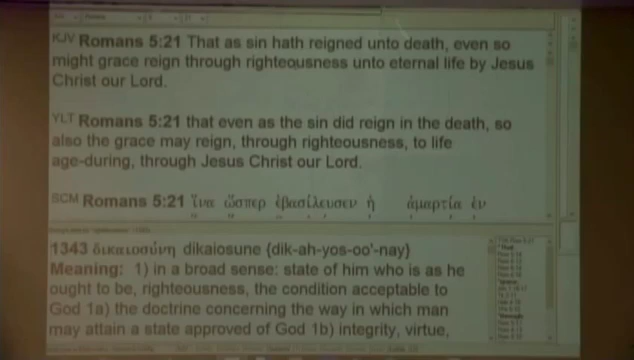 KJV Romans 5:21 That as sin hath reigned unto death, even so
might grace reign through righteousness unto eternal life by Jesus
Christ our Lord.
YLT Romans 5:21 that even as the sin did reign in the death, so
also the grace may reign, through righteousness, to life
age-during, through Jesus Christ our Lord.
SCM Romans 5:21 ἵνα ὥσπερ ἐβασίλευσεν ἡ ἁμαρτία ἐν
1343 δικαιοσύνη dikaiosune {dik-ah-yos-oo'-nay}
Meaning: 1) in a broad sense: state of him who is as he
ought to be, righteousness, the condition acceptable to
God 1a) the doctrine concerning the way in which man
may attain a state approved of God 1b) integrity, virtue,